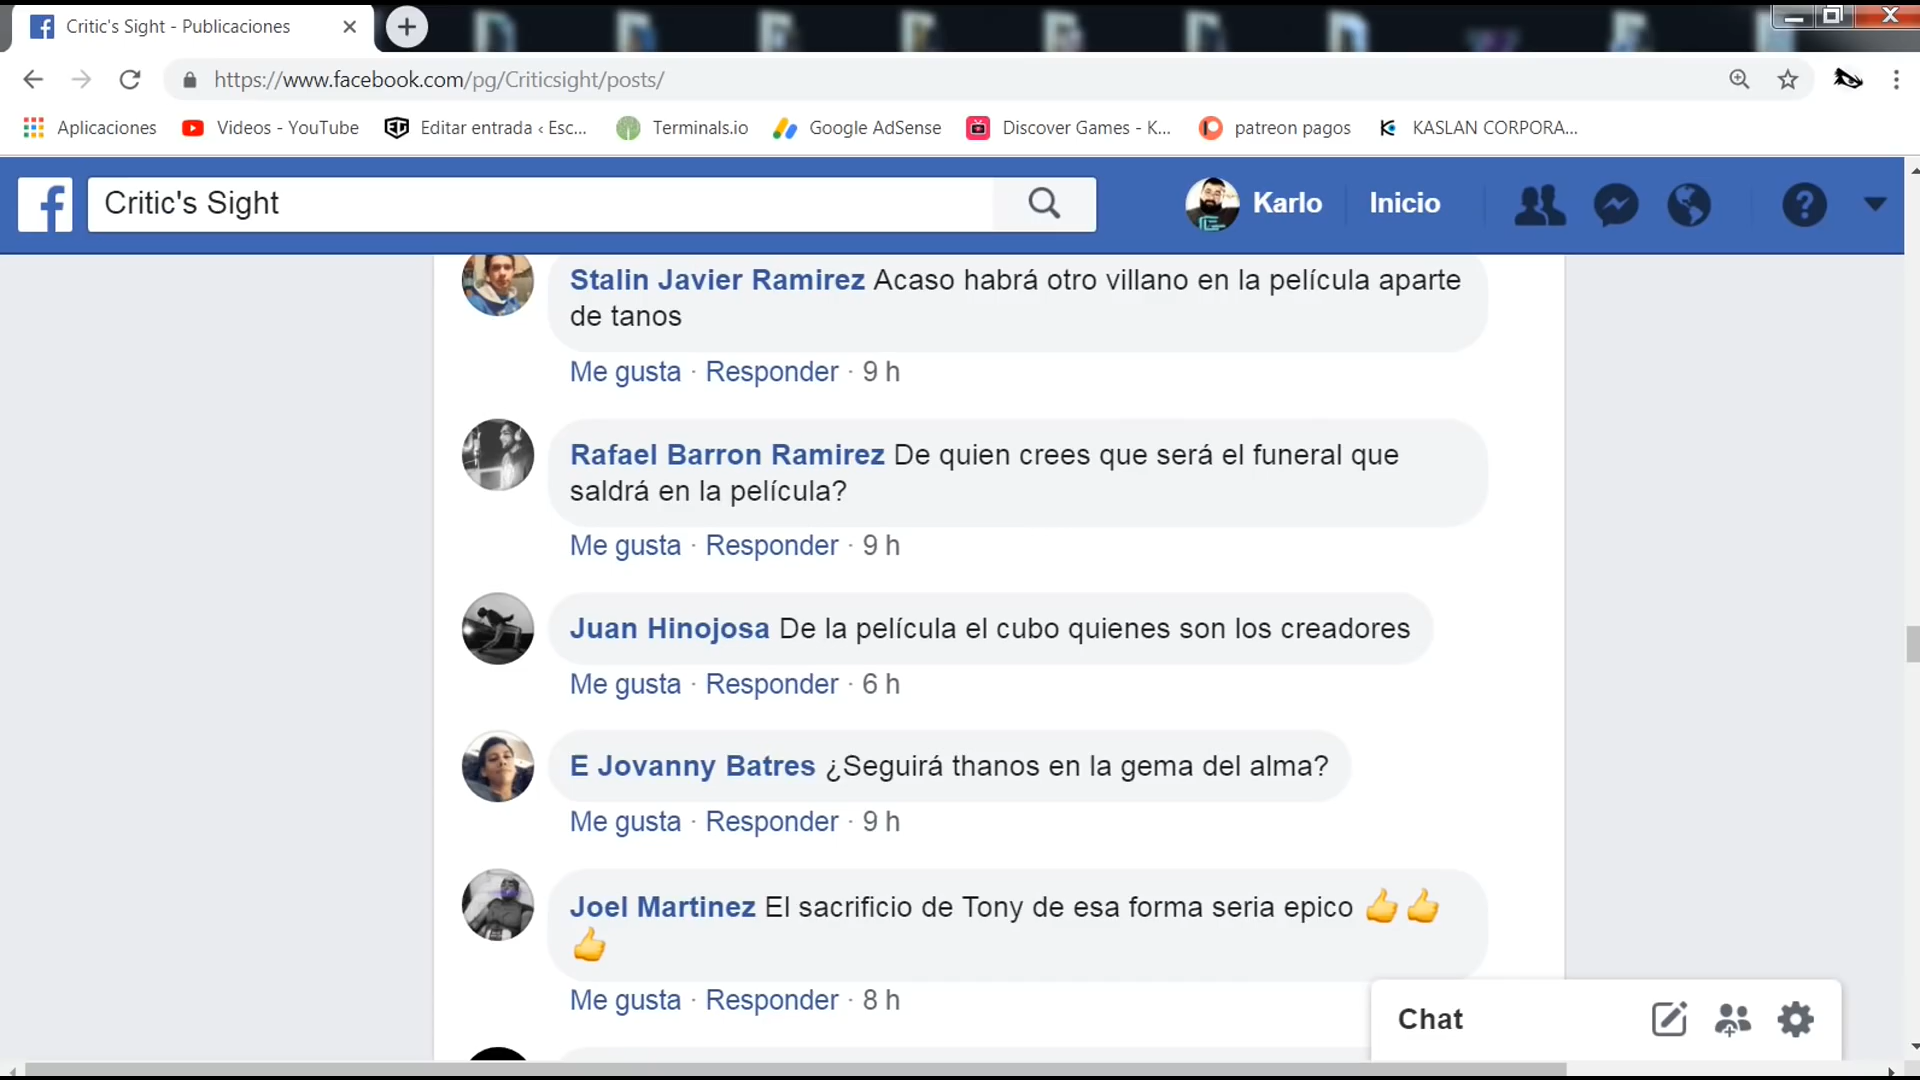 Critic's Sight - Publicaciones
https://www.facebook.com/pg/Criticsight/posts/
Aplicaciones Videos - YouTube Editar entrada ‹ Esc... Terminals.io Google AdSense Discover Games - K... patreon pagos KASLAN CORPORA...
Critic's Sight Karlo Inicio
Stalin Javier Ramirez Acaso habrá otro villano en la película aparte
de tanos
Me gusta · Responder · 9 h
Rafael Barron Ramirez De quien crees que será el funeral que
saldrá en la película?
Me gusta · Responder · 9 h
Juan Hinojosa De la película el cubo quienes son los creadores
Me gusta · Responder · 6 h
E Jovanny Batres ¿Seguirá thanos en la gema del alma?
Me gusta · Responder · 9 h
Joel Martinez El sacrificio de Tony de esa forma seria epico 👍👍
👍
Me gusta · Responder · 8 h
Chat